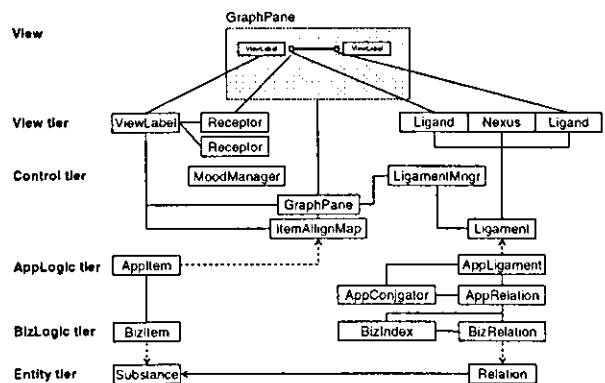 GraphPane
View
ViewLabel ViewLabel
View tier
ViewLabel Receptor Ligand Nexus Ligand
Receptor
Control tier
MoodManager LigamentMngr
GraphPane
ItemAllignMap Ligament
AppLogic tier
AppItem AppLigament
AppConjgator AppRelation
BizLogic tier
BizItem BizIndex BizRelation
Entity tier
Substance Relation